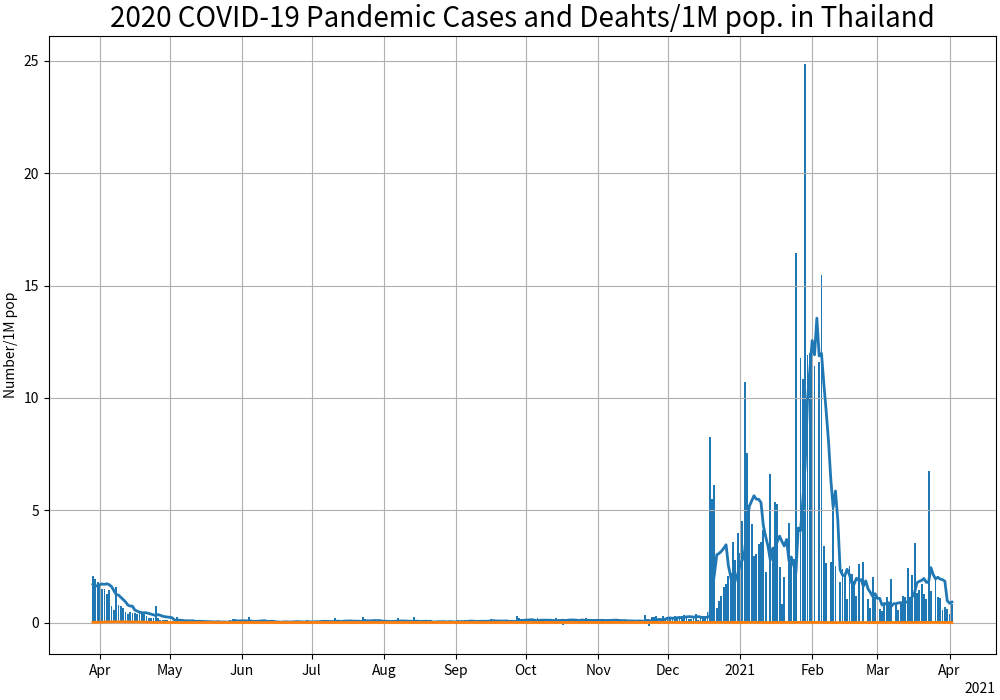 2020 COVID-19 Pandemic Cases and Deahts/1M pop. in Thailand
Number/1M pop
25
20
15
10
5
0
Apr May Jun Jul Aug Sep Oct Nov Dec 2021 Feb Mar Apr
2021